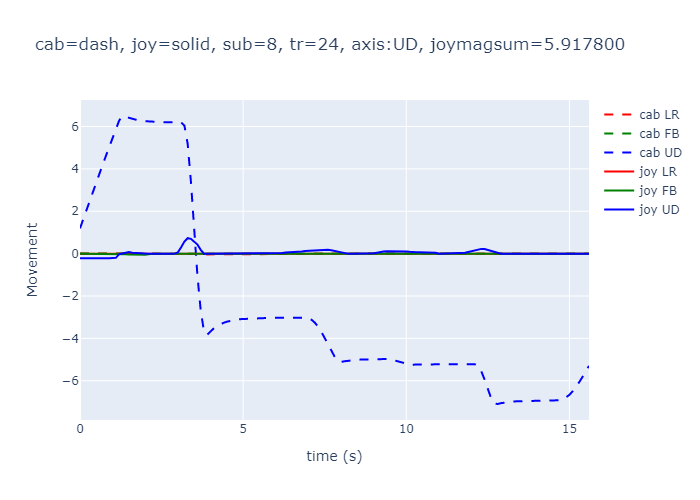 cab=dash, joy=solid, sub=8, tr=24, axis:UD, joymagsum=5.917800
cab LR
cab FB
cab UD
joy LR
joy FB
joy UD
Movement
6
4
2
0
−2
−4
−6
0
5
10
15
time (s)